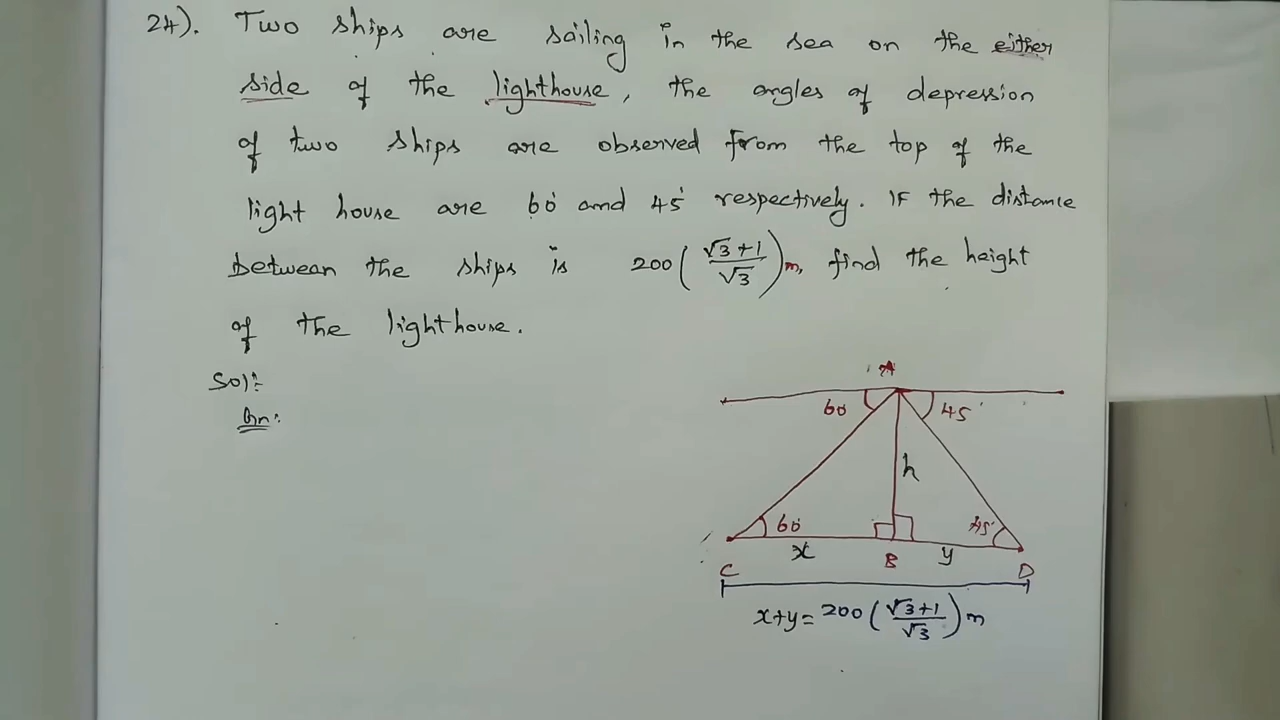 24). Two ships are sailing in the sea on the either
side of the lighthouse, the angles of depression
of two ships are observed from the top of the
light house are 60° and 45° respectively. If the distance
between the ships is 200(√3+1/√3)m, find the height
of the lighthouse.
Sol:
Gn:
A
60° 45°
h
60° 45°
x B y
C D
x+y=200(√3+1/√3)m